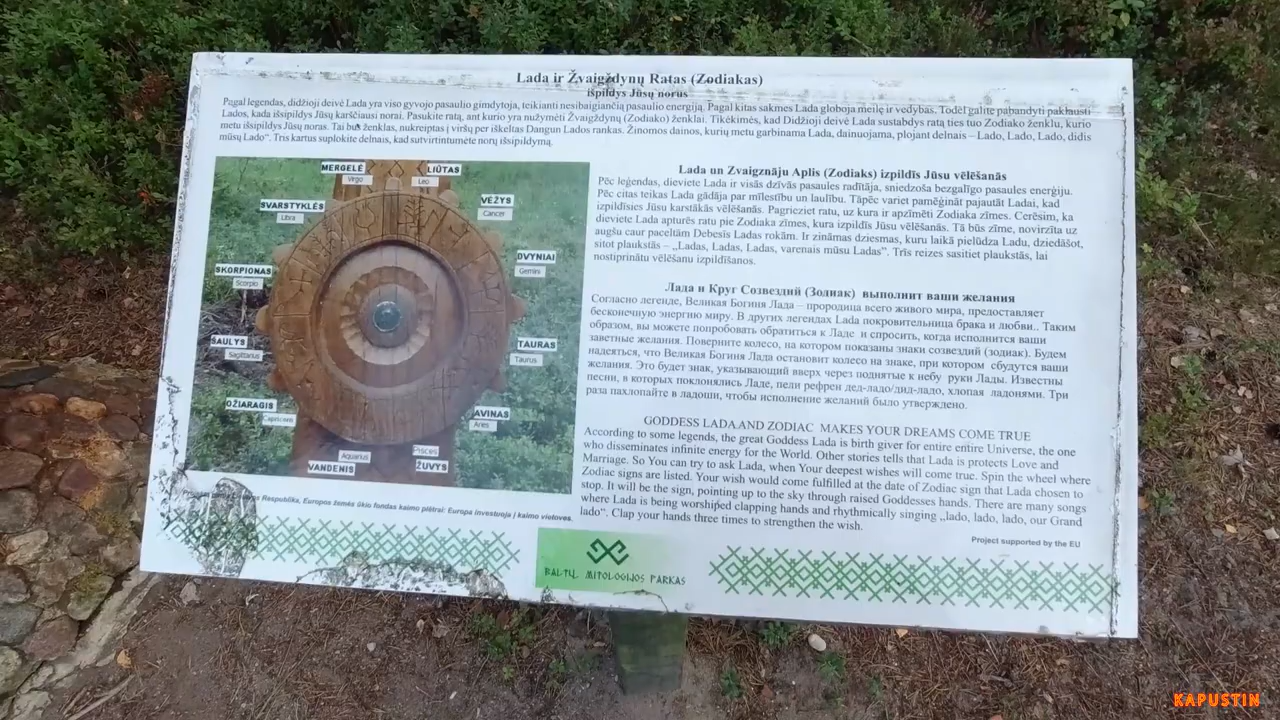 Lada ir Žvaigždynų Ratas (Zodiakas)
išpildys Jūsų norus
Pagal legendas, didžioji deivė Lada yra viso gyvojo pasaulio gimdytoja, teikianti nesibaigiančią pasaulio energiją. Pagal kitas sakmes Lada globoja meilę ir vedybas. Todėl galite pabandyti paklausti
Lados, kada išsipildys Jūsų karščiausi norai. Pasukite ratą, ant kurio yra nužymėti Žvaigždynų (Zodiako) ženklai. Tikėkimės, kad Didžioji deivė Lada sustabdys ratą ties tuo Zodiako ženklu, kurio
metu išsipildys Jūsų noras. Tai bus ženklas, nukreiptas į viršų per iškeltas Dangun Lados rankas. Žinomos dainos, kurių metu garbinama Lada, dainuojama, plojant delnais – Lado, Lado, Lado, didis
mūsų Lado“. Tris kartus suplokite delnais, kad sutvirtintumėte norų išsipildymą.
MERGELĖ
Virgo
LIŪTAS
Leo
SVARSTYKLĖS
Libra
VĖŽYS
Cancer
SKORPIONAS
Scorpio
DVYNIAI
Gemini
ŠAULYS
Sagittarius
TAURAS
Taurus
OŽIARAGIS
Capricorn
AVINAS
Aries
Aquarius
VANDENIS
Pisces
ŽUVYS
Lada un Zvaigznāju Aplis (Zodiaks) izpildīs Jūsu vēlēšanās
Pēc leģendas, dieviete Lada ir visās dzīvās pasaules radītāja, sniedzoša bezgalīgo pasaules enerģiju.
Pēc citas teikas Lada gādāja par mīlestību un laulību. Tāpēc variet pamēģināt pajautāt Ladai, kad
izpildīsies Jūsu karstākās vēlēšanās. Pagrieziet ratu, uz kura ir apzīmēti Zodiaka zīmes. Cerēsim, ka
dieviete Lada apturēs ratu pie Zodiaka zīmes, kura izpildīs Jūsu vēlēšanās. Tā būs zīme, novirzīta uz
augšu caur paceltām Debesīs Ladas rokām. Ir zināmas dziesmas, kuru laikā pielūdza Ladu, dziedāšot,
sitot plaukstās – „Ladas, Ladas, Ladas, varenais mūsu Ladas”. Trīs reizes sasitiet plaukstās, lai
nostiprinātu vēlēšanu izpildīšanos.
Лада и Круг Созвездий (Зодиак) выполнит ваши желания
Согласно легенде, Великая Богиня Лада – прородица всего живого мира, предоставляет
бесконечную энергию миру. В других легендах Lada покровительница брака и любви.. Таким
образом, вы можете попробовать обратиться к Ладе и спросить, когда исполнится ваши
заветные желания. Поверните колесо, на котором показаны знаки созвездий (зодиак). Будем
надеяться, что Великая Богиня Лада остановит колесо на знаке, при котором сбудутся ваши
желания. Это будет знак, указывающий вверх через поднятые к небу руки Лады. Известны
песни, в которых поклонялись Ладе, пели рефрен дед-ладо/дид-ладо, хлопая ладонями. Три
раза пахлопайте в ладоши, чтобы исполнение желаний было утверждено.
GODDESS LADA AND ZODIAC MAKES YOUR DREAMS COME TRUE
According to some legends, the great Goddess Lada is birth giver for entire entire Universe, the one
who disseminates infinite energy for the World. Other stories tells that Lada is protects Love and
Marriage. So You can try to ask Lada, when Your deepest wishes will come true. Spin the wheel where
Zodiac signs are listed. Your wish would come fulfilled at the date of Zodiac sign that Lada chosen to
stop. It will be the sign, pointing up to the sky through raised Goddesses hands. There are many songs
where Lada is being worshiped clapping hands and rhythmically singing „lado, lado, lado, our Grand
lado“. Clap your hands three times to strengthen the wish.
Respublika, Europos žemės ūkio fondas kaimo plėtrai: Europa investuoja į kaimo vietoves.
Project supported by the EU
BALTŲ MITOLOGIJOS PARKAS
KAPUSTIN